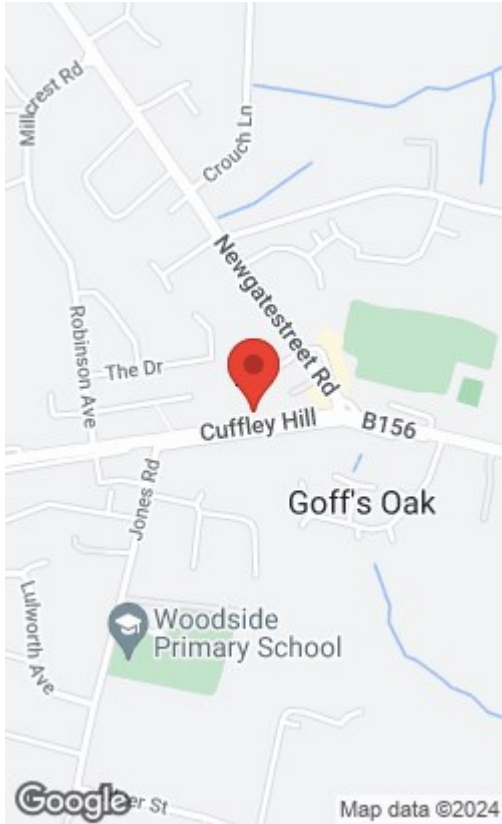 Millcrest Rd
Crouch Ln
Newgatestreet Rd
Robinson Ave
The Dr
Cuffley Hill
B156
Jones Rd
Goff's Oak
Lulworth Ave
Woodside
Primary School
Google
St
Map data ©2024